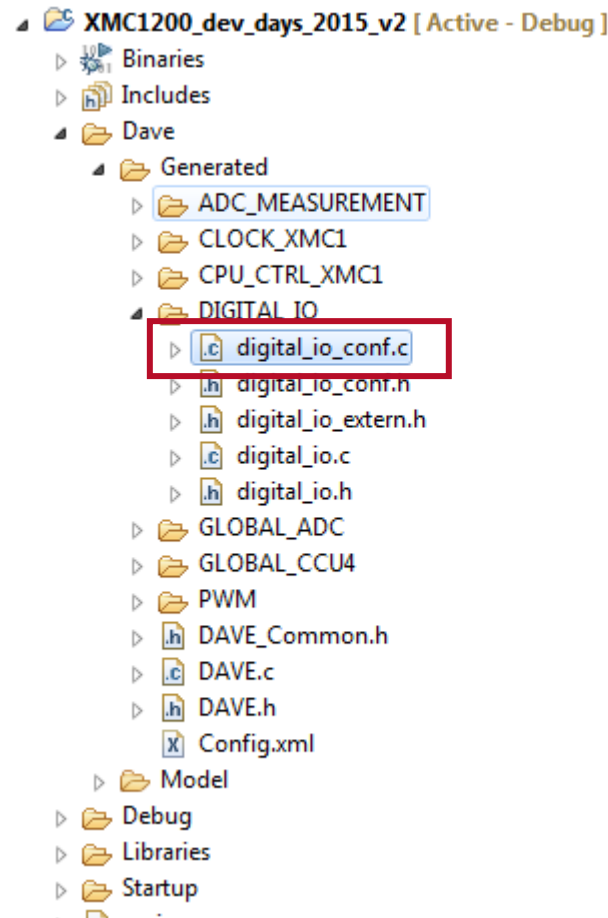 XMC1200_dev_days_2015_v2 [ Active - Debug ]
Binaries
Includes
Dave
Generated
ADC_MEASUREMENT
CLOCK_XMC1
CPU_CTRL_XMC1
DIGITAL_IO
.c digital_io_conf.c
.h digital_io_conf.h
.h digital_io_extern.h
.c digital_io.c
.h digital_io.h
GLOBAL_ADC
GLOBAL_CCU4
PWM
.h DAVE_Common.h
.c DAVE.c
.h DAVE.h
X Config.xml
Model
Debug
Libraries
Startup